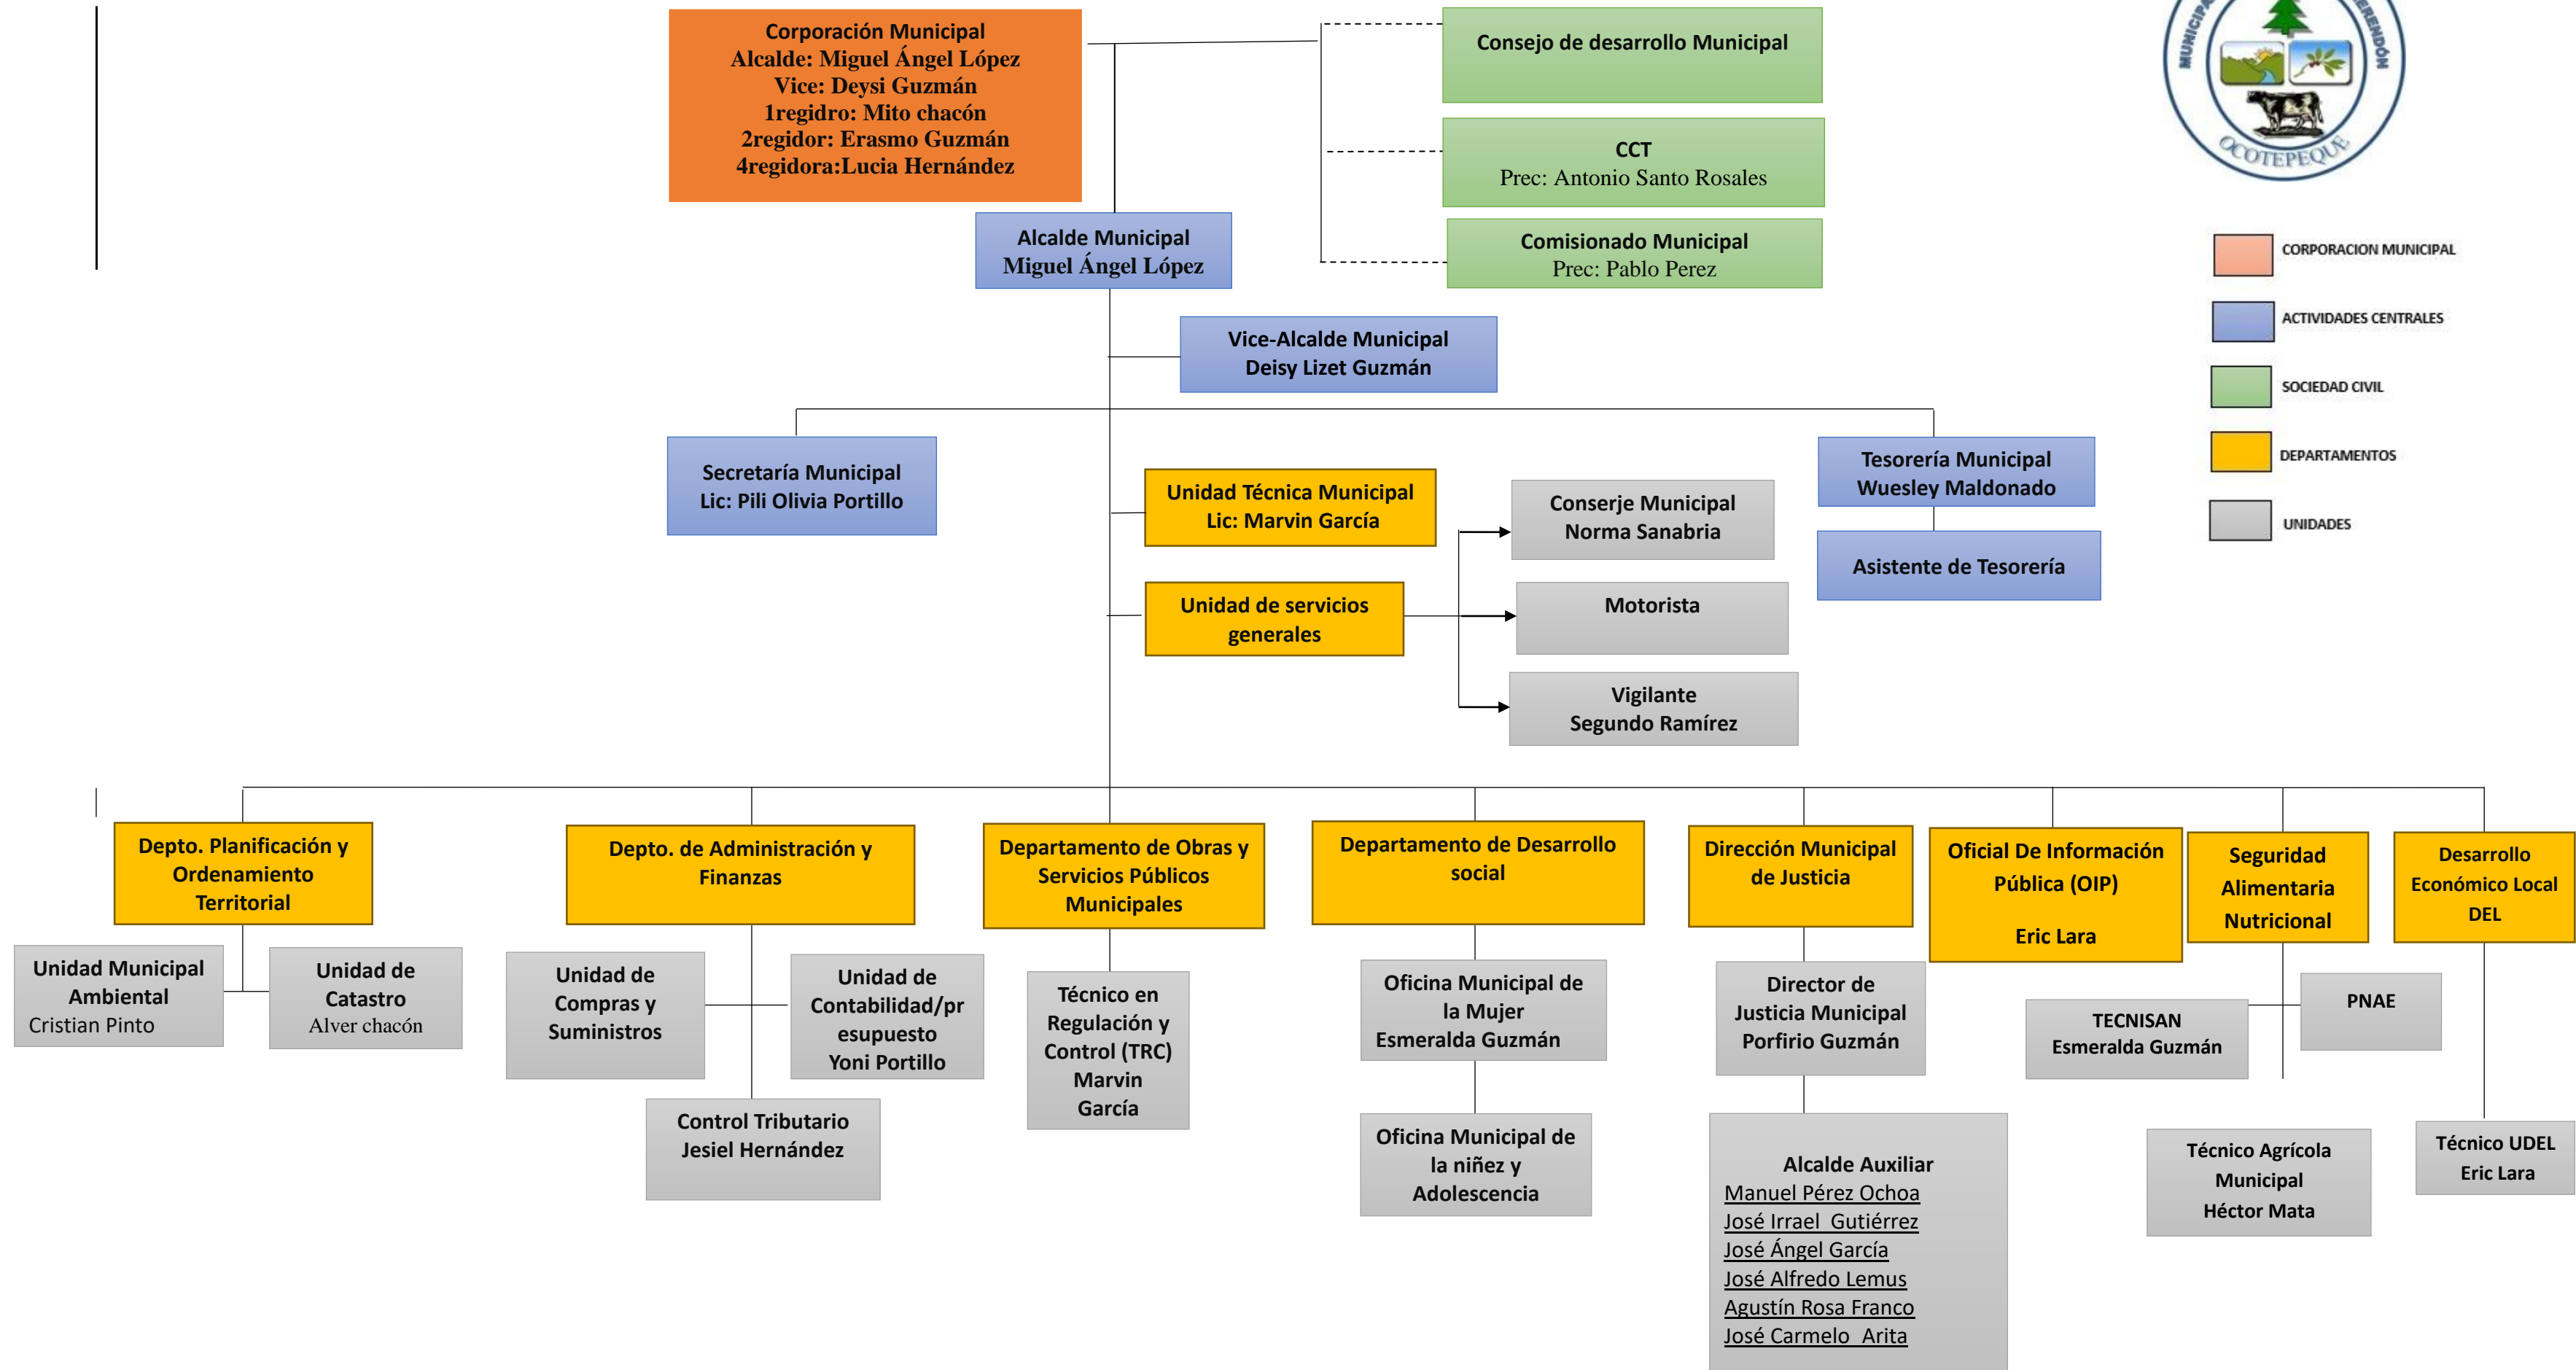 Corporación Municipal
Alcalde: Miguel Ángel López
Vice: Deysi Guzmán
1regidro: Mito chacón
2regidor: Erasmo Guzmán
4regidora:Lucia Hernández
Consejo de desarrollo Municipal
CCT
Prec: Antonio Santo Rosales
Comisionado Municipal
Prec: Pablo Perez
OCOTEPEQUE
CORPORACION MUNICIPAL
ACTIVIDADES CENTRALES
SOCIEDAD CIVIL
DEPARTAMENTOS
UNIDADES
Alcalde Municipal
Miguel Ángel López
Vice-Alcalde Municipal
Deisy Lizet Guzmán
Secretaría Municipal
Lic: Pili Olivia Portillo
Unidad Técnica Municipal
Lic: Marvin García
Conserje Municipal
Norma Sanabria
Tesorería Municipal
Wuesley Maldonado
Asistente de Tesorería
Unidad de servicios
generales
Motorista
Vigilante
Segundo Ramírez
Depto. Planificación y
Ordenamiento
Territorial
Depto. de Administración y
Finanzas
Departamento de Obras y
Servicios Públicos
Municipales
Departamento de Desarrollo
social
Dirección Municipal
de Justicia
Oficial De Información
Pública (OIP)
Eric Lara
Seguridad
Alimentaria
Nutricional
Desarrollo
Económico Local
DEL
Unidad Municipal
Ambiental
Cristian Pinto
Unidad de
Catastro
Alver chacón
Unidad de
Compras y
Suministros
Unidad de
Contabilidad/pr
esupuesto
Yoni Portillo
Control Tributario
Jesiel Hernández
Técnico en
Regulación y
Control (TRC)
Marvin
García
Oficina Municipal de
la Mujer
Esmeralda Guzmán
Oficina Municipal de
la niñez y
Adolescencia
Director de
Justicia Municipal
Porfirio Guzmán
Alcalde Auxiliar
Manuel Pérez Ochoa
José Irrael  Gutiérrez
José Ángel García
José Alfredo Lemus
Agustín Rosa Franco
José Carmelo  Arita
TECNISAN
Esmeralda Guzmán
PNAE
Técnico Agrícola
Municipal
Héctor Mata
Técnico UDEL
Eric Lara